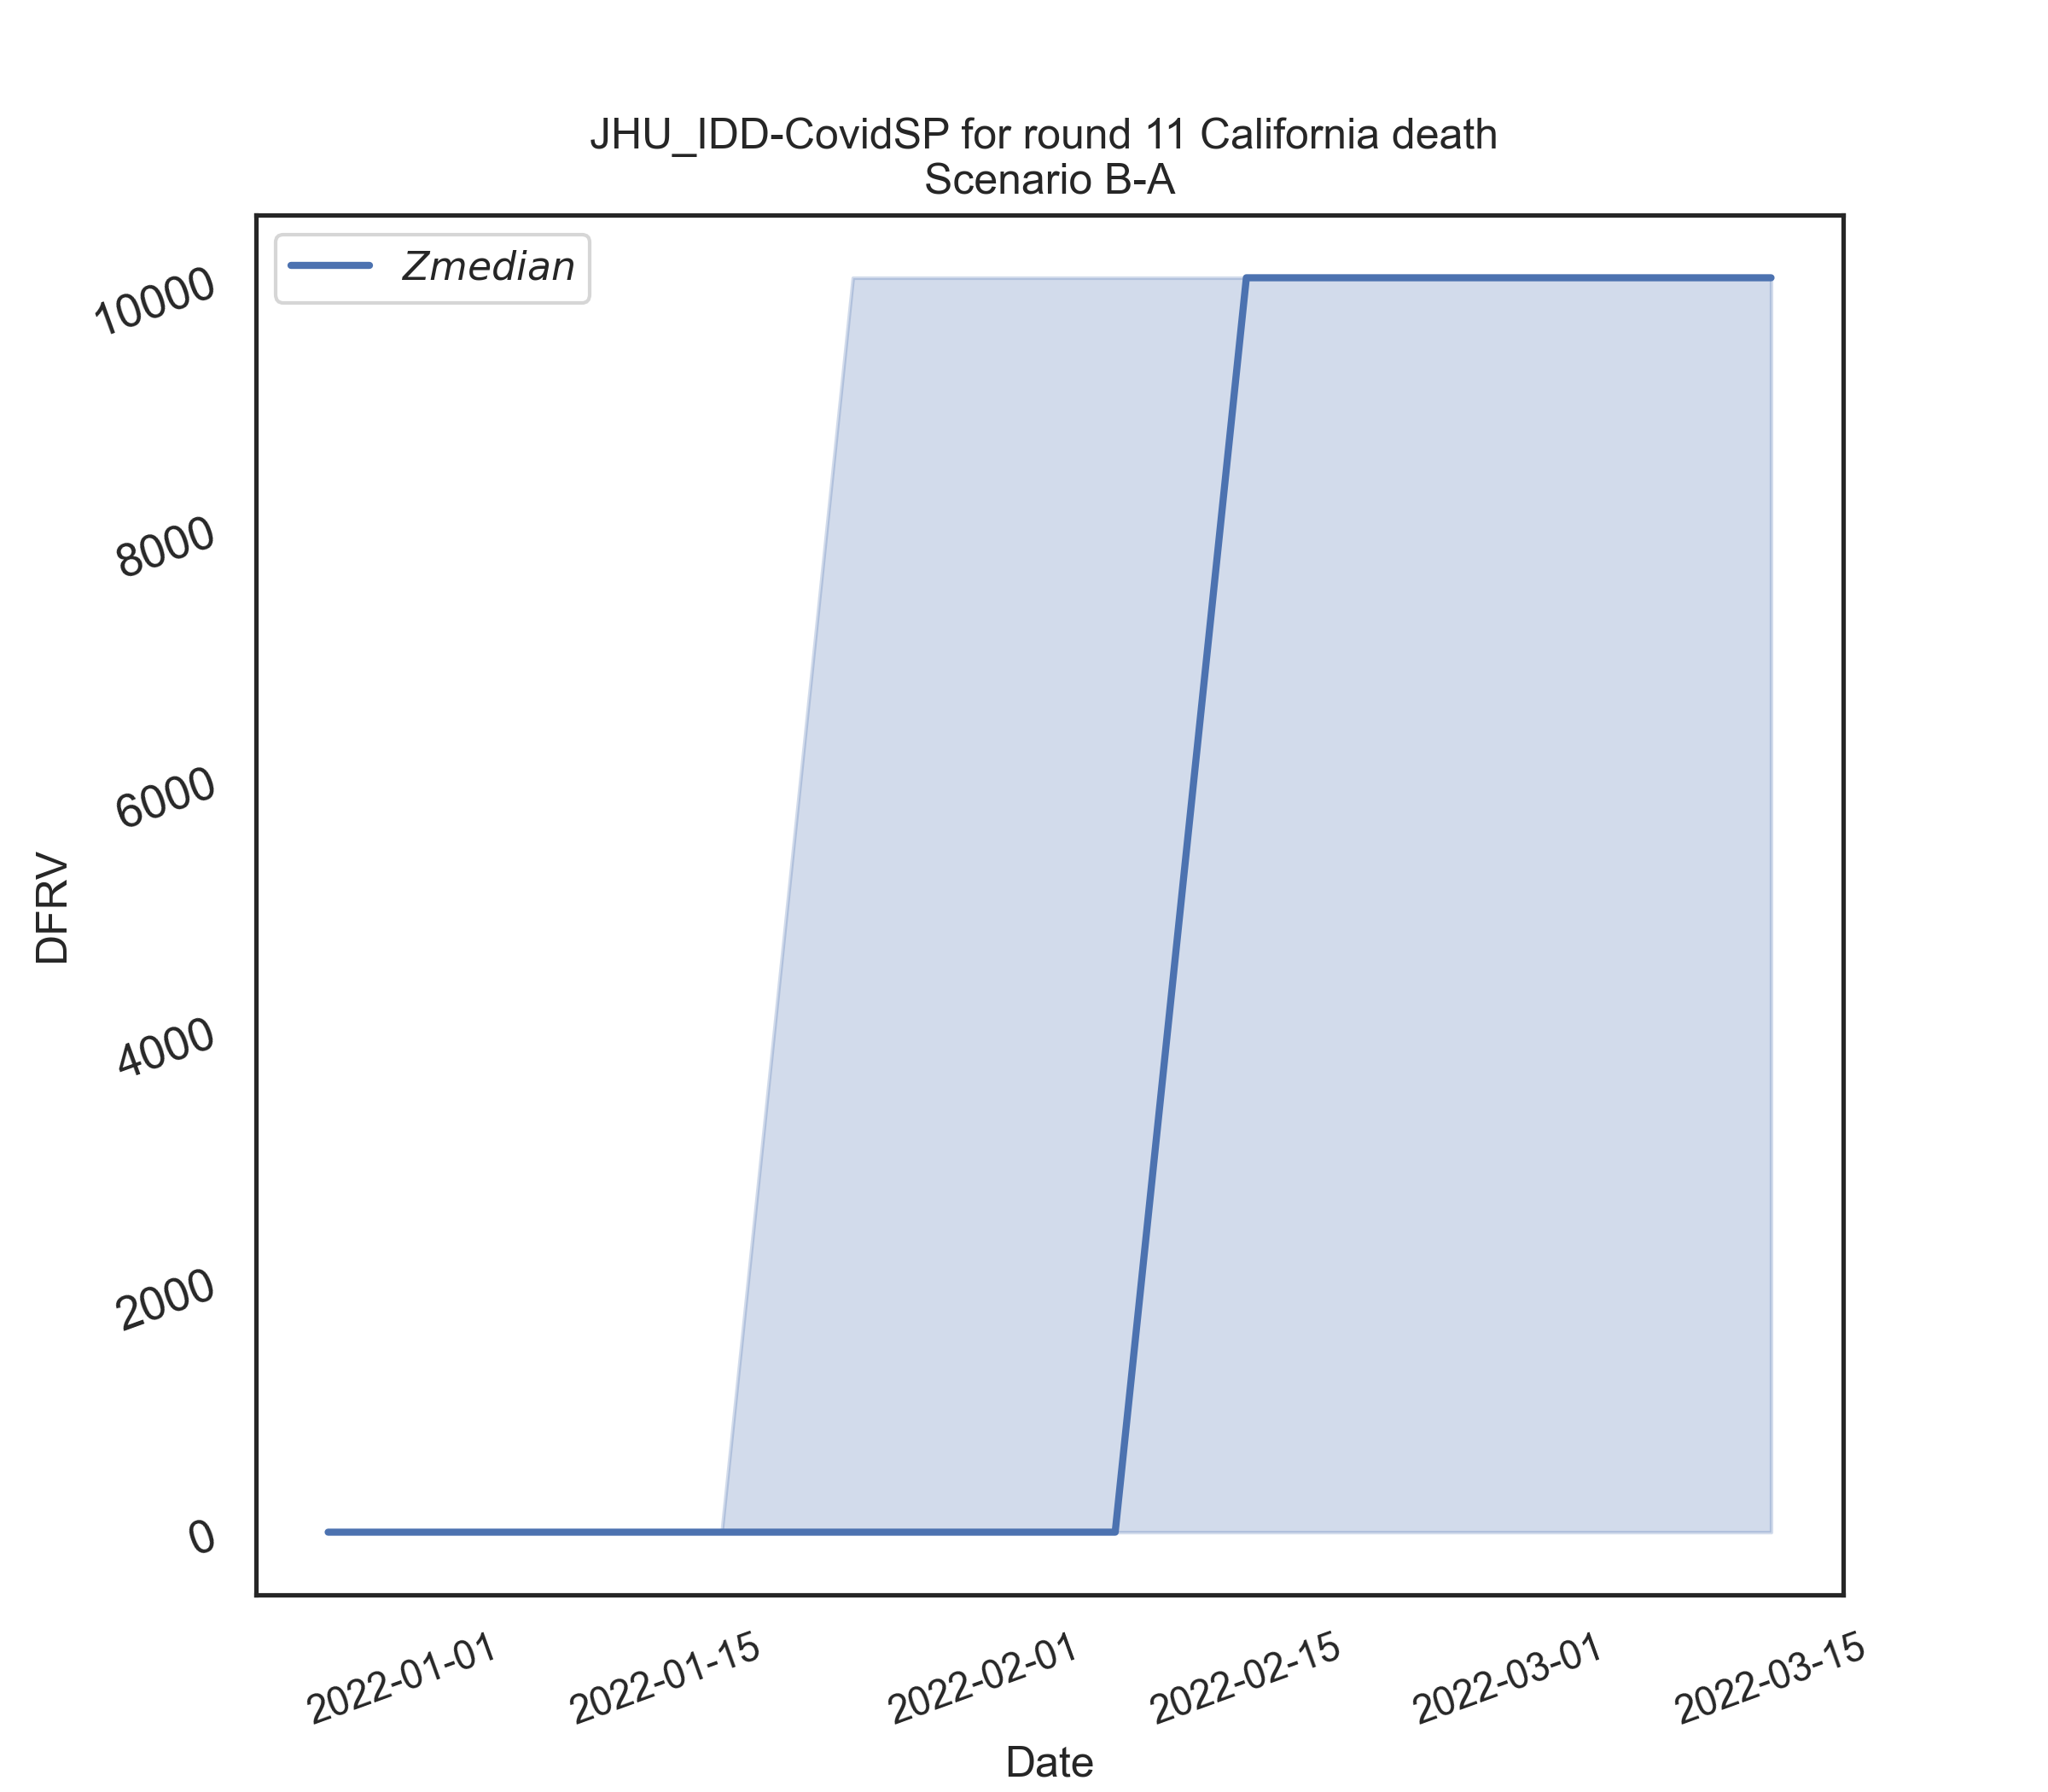 JHU_IDD-CovidSP for round 11 California death
Scenario B-A
Zmedian
10000
8000
6000
4000
2000
0
DFRV
2022-01-01
2022-01-15
2022-02-01
2022-02-15
2022-03-01
2022-03-15
Date